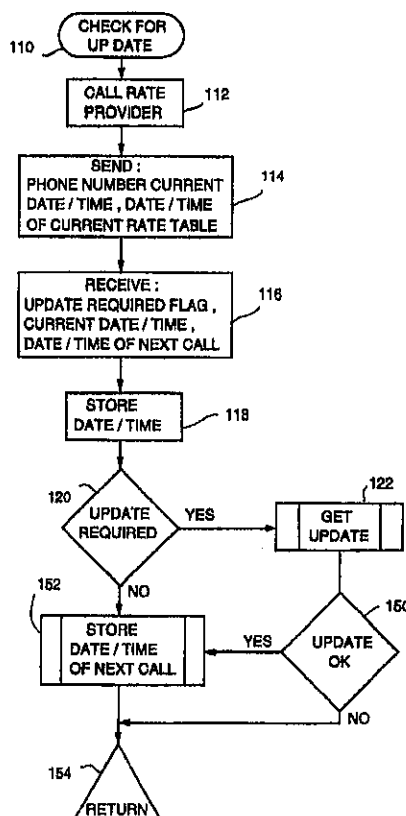 CHECK FOR
UP DATE
110
CALL RATE
PROVIDER
112
SEND :
PHONE NUMBER CURRENT
DATE / TIME , DATE / TIME
OF CURRENT RATE TABLE
114
RECEIVE :
UPDATE REQUIRED FLAG ,
CURRENT DATE / TIME ,
DATE / TIME OF NEXT CALL
116
STORE
DATE / TIME
118
120
UPDATE
REQUIRED
YES
122
GET
UPDATE
NO
152
STORE
DATE / TIME
OF NEXT CALL
YES
150
UPDATE
OK
NO
154
RETURN